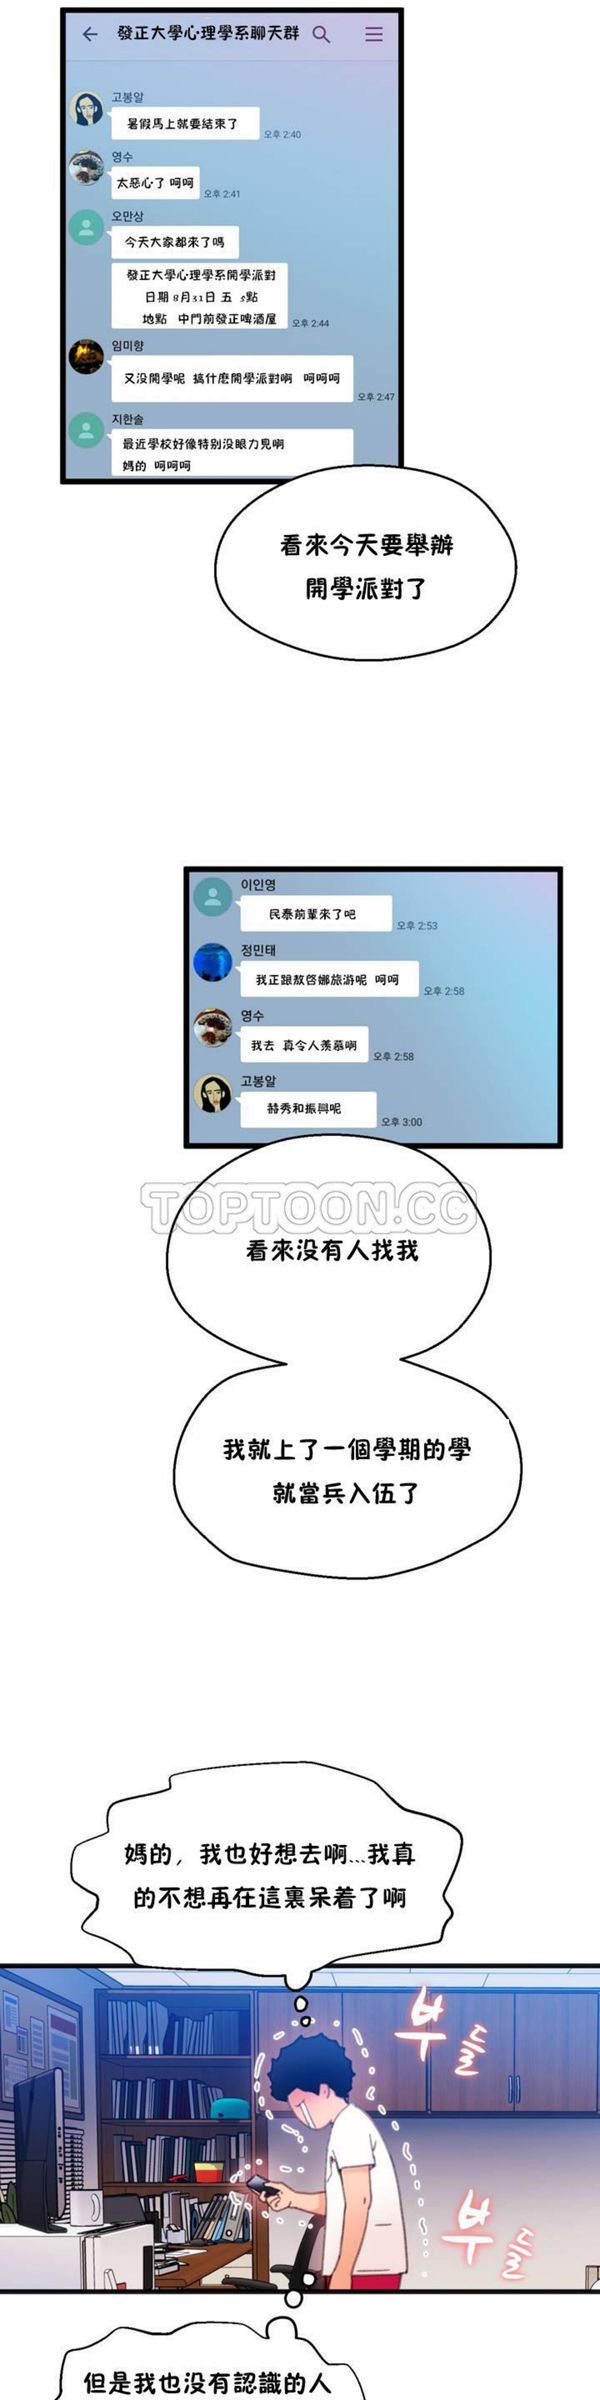 發正大學心理學系聊天群
고봉알
暑假馬上就要結束了
오후 2:40
영수
太惡心了 呵呵
오후 2:41
오만상
今天大家都來了嗎
發正大學心理學系開學派對
日期 8月31日 五 5點
地點 中門前發正啤酒屋
오후 2:44
임미향
又没開學呢 搞什麽開學派對啊 呵呵呵
오후 2:47
지한솔
最近學校好像特别没眼力見啊
媽的 呵呵呵
看來今天要舉辦
開學派對了
이인영
民泰前輩來了吧
오후 2:53
정민태
我正跟敖啓娜旅游呢 呵呵
오후 2:58
영수
我去 真令人羨慕啊
오후 2:58
고봉알
赫秀和振興呢
오후 3:00
TOPTOON.CC
看來没有人找我
我就上了一個學期的學
就當兵入伍了
媽的, 我也好想去啊...我真
的不想再在這裏呆着了啊
부들
부들
但是我也没有認識的人